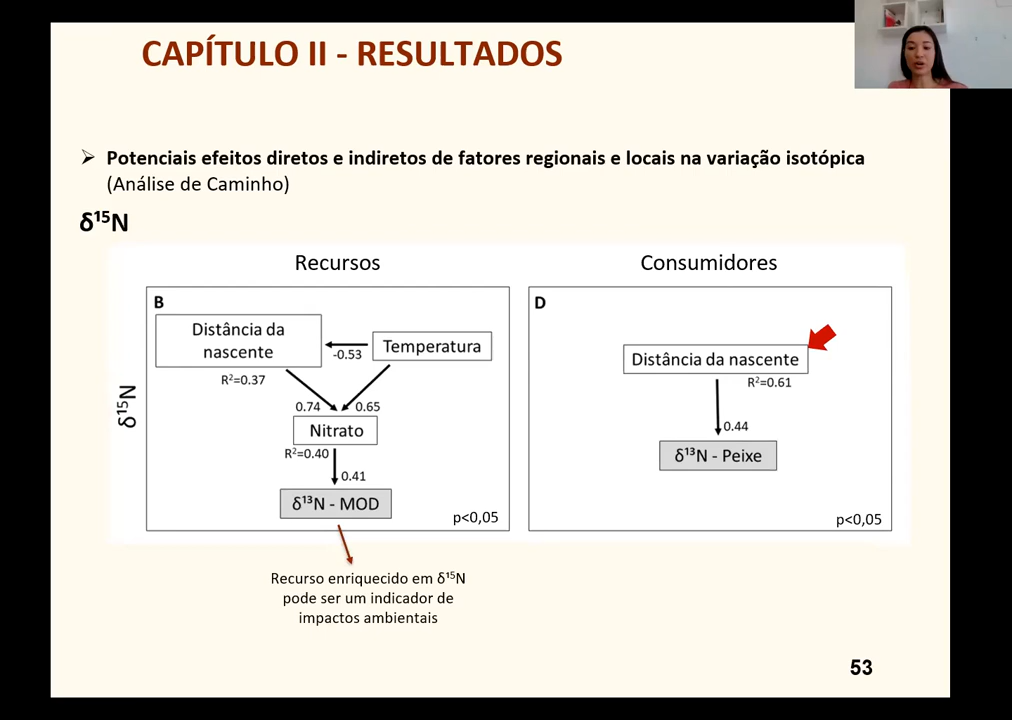 CAPÍTULO II - RESULTADOS
➢ Potenciais efeitos diretos e indiretos de fatores regionais e locais na variação isotópica
(Análise de Caminho)
δ¹⁵N
Recursos
Consumidores
δ¹⁵N
B
Distância da
nascente
Temperatura
-0.53
R²=0.37
0.74
0.65
Nitrato
R²=0.40
0.41
δ¹³N - MOD
p<0,05
D
Distância da nascente
R²=0.61
0.44
δ¹³N - Peixe
p<0,05
Recurso enriquecido em δ¹⁵N
pode ser um indicador de
impactos ambientais
53